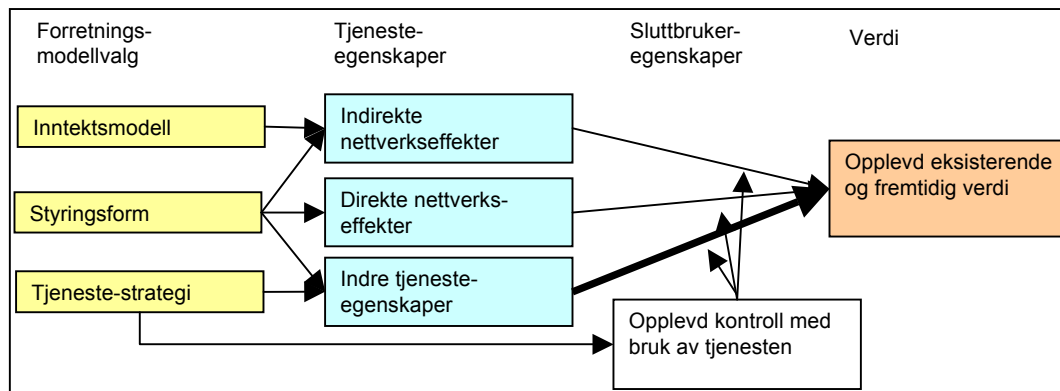 Forretnings-
modellvalg
Tjeneste-
egenskaper
Sluttbruker-
egenskaper
Verdi
Inntektsmodell
Styringsform
Tjeneste-strategi
Indirekte
nettverkseffekter
Direkte nettverks-
effekter
Indre tjeneste-
egenskaper
Opplevd kontroll med
bruk av tjenesten
Opplevd eksisterende
og fremtidig verdi